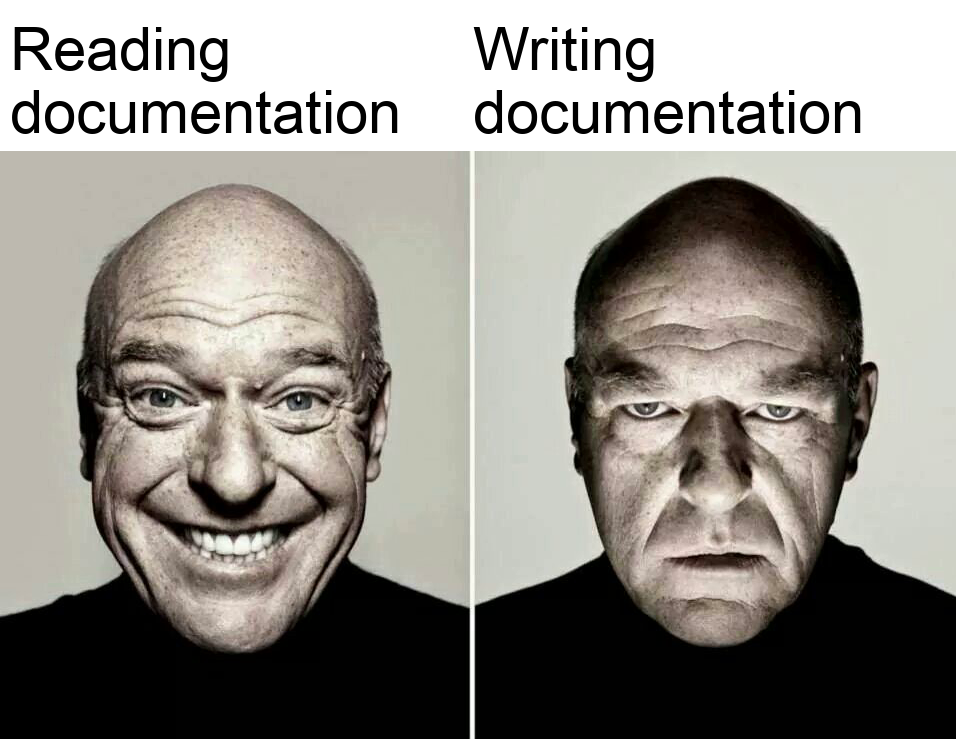 Reading
documentation
Writing
documentation